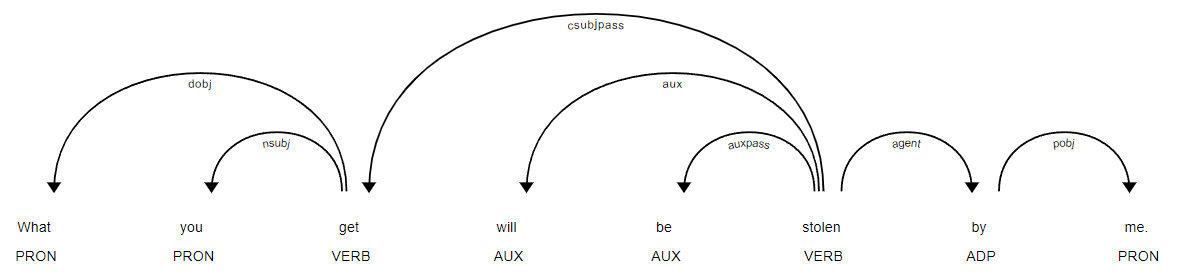 csubjpass
dobj aux
nsubj auxpass agent pobj
What you get will be stolen by me.
PRON PRON VERB AUX AUX VERB ADP PRON